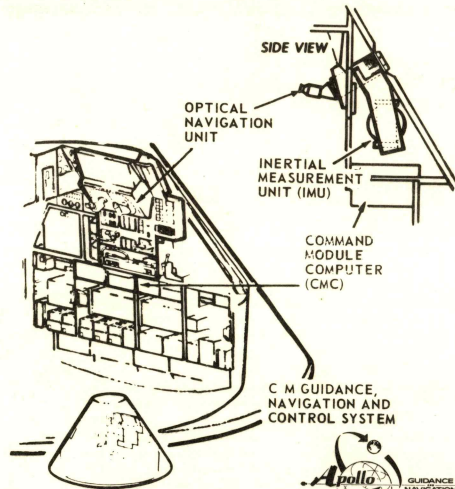 SIDE VIEW
OPTICAL
NAVIGATION
UNIT
INERTIAL
MEASUREMENT
UNIT (IMU)
COMMAND
MODULE
COMPUTER
(CMC)
C M GUIDANCE,
NAVIGATION AND
CONTROL SYSTEM
Apollo
GUIDANCE